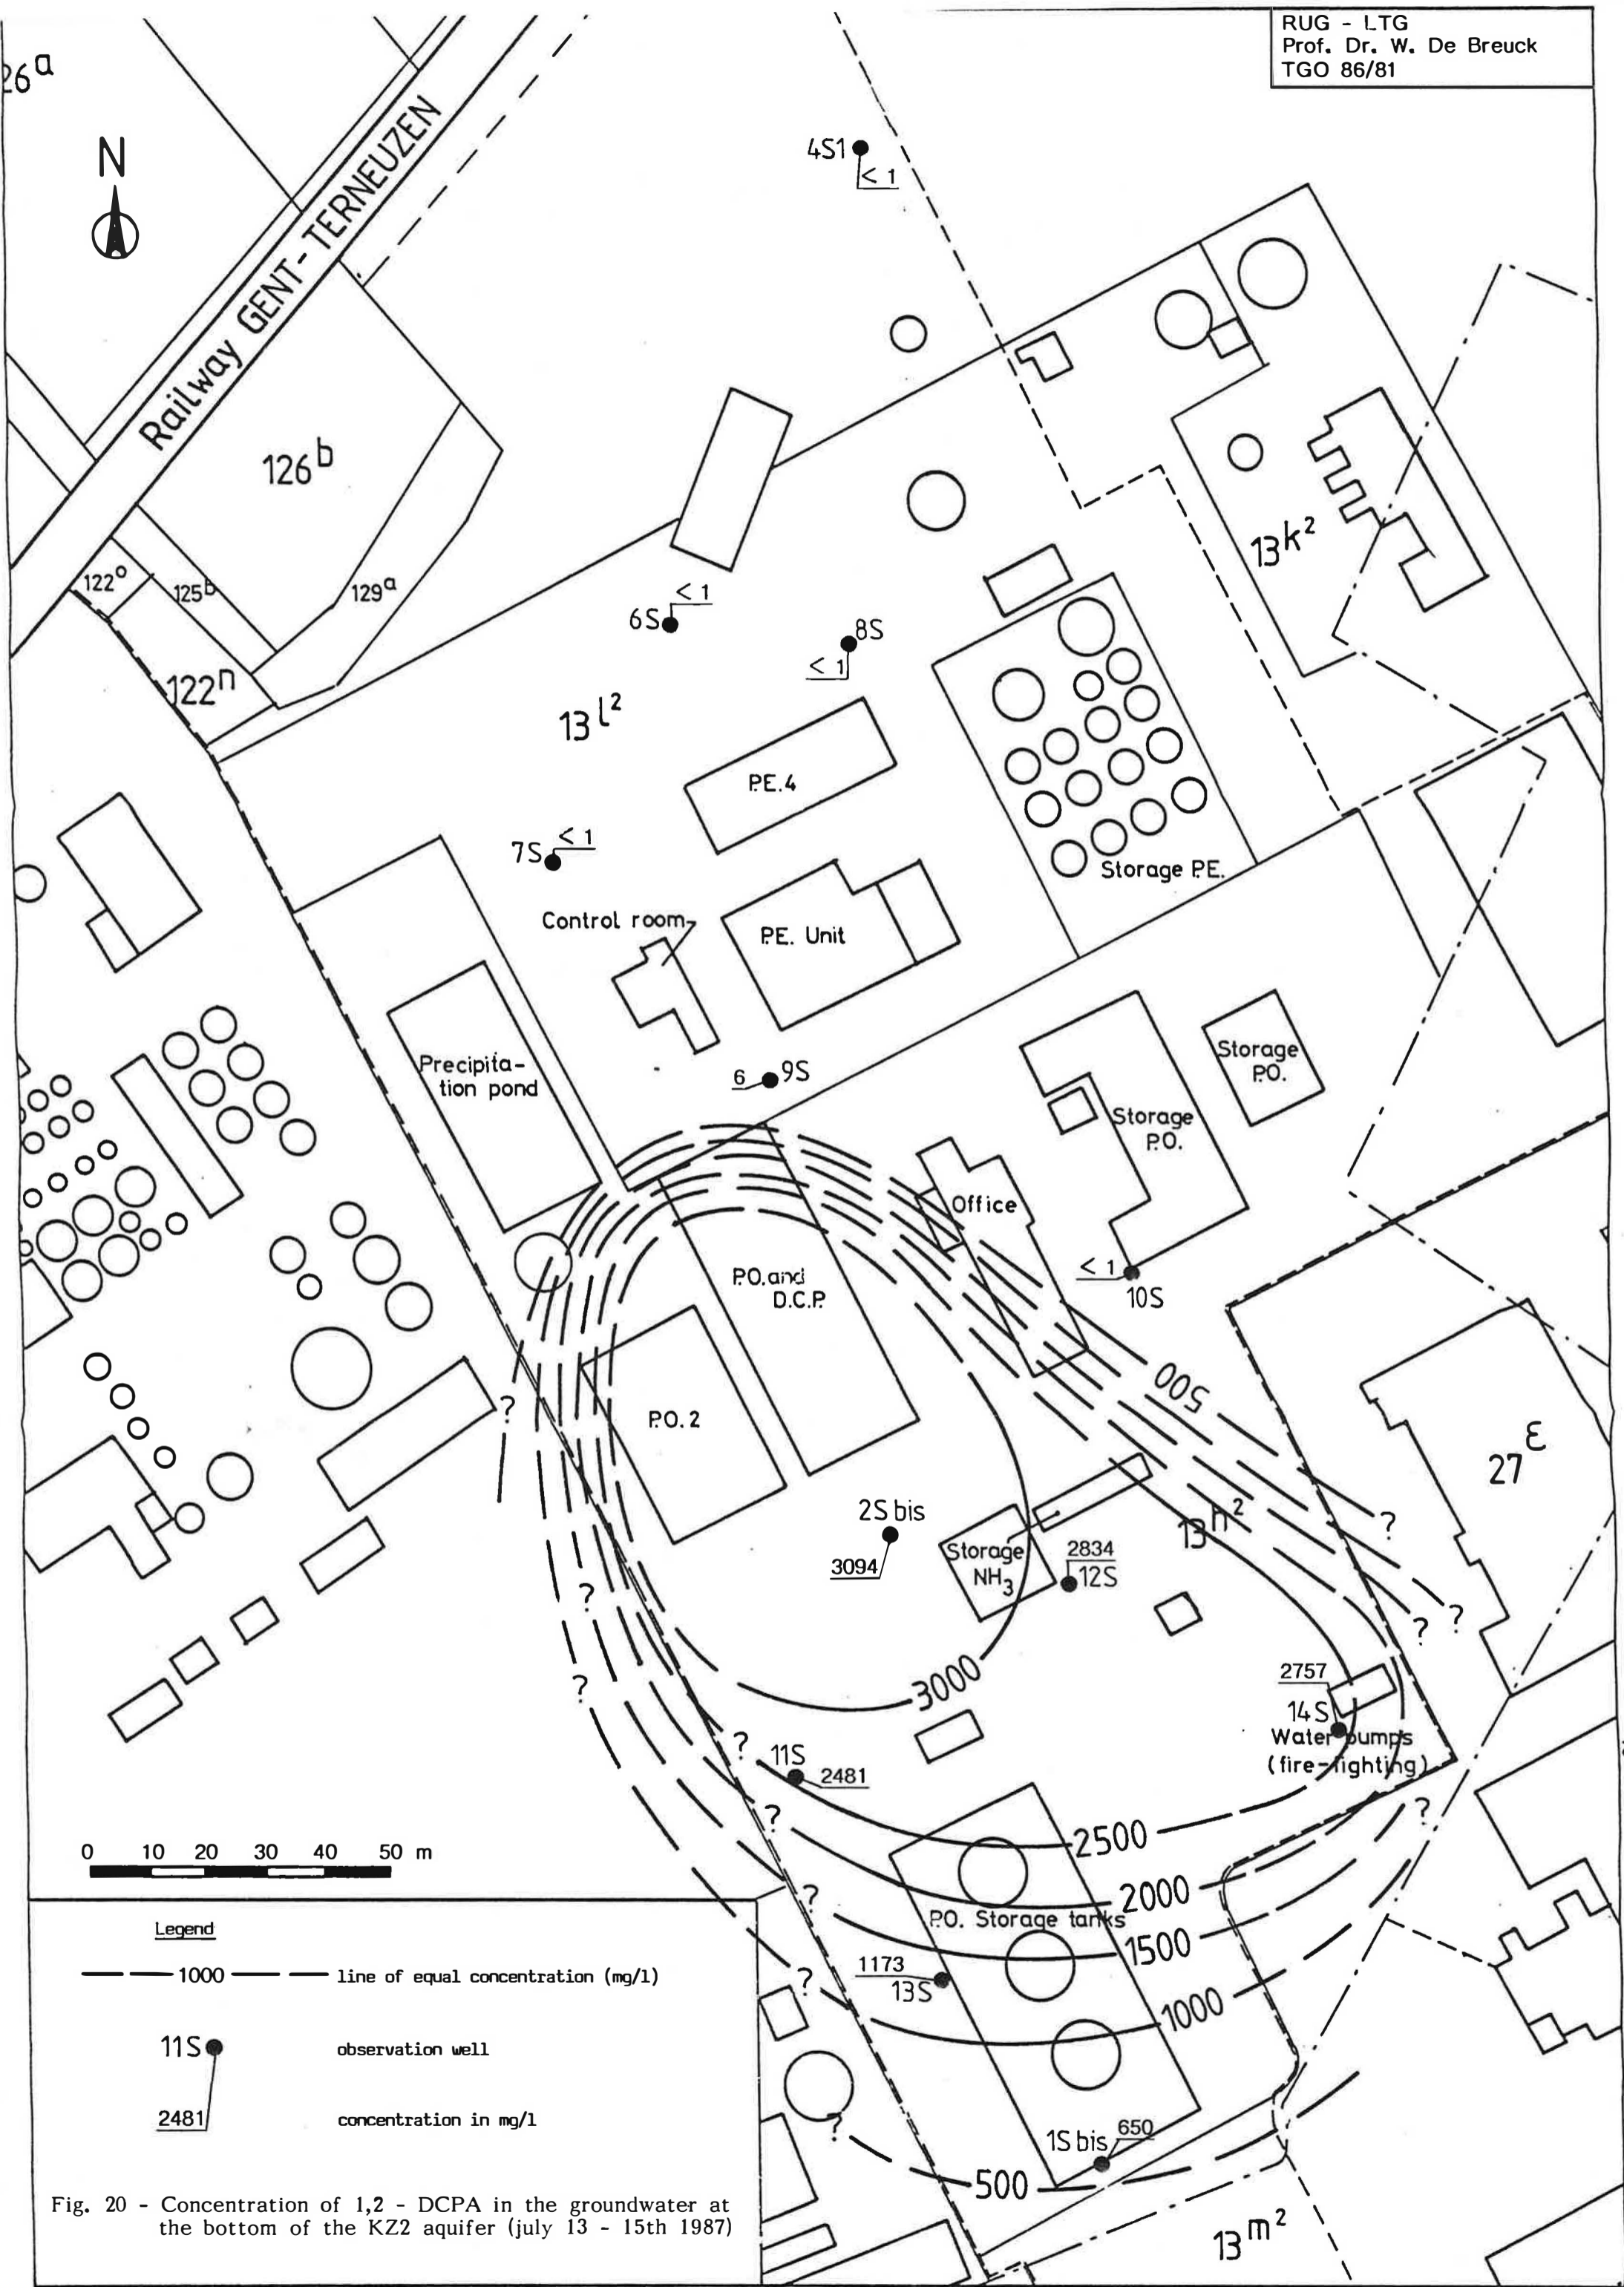 RUG - LTG
Prof. Dr. W. De Breuck
TGO 86/81
26ᵃ
N
Railway GENT-TERNEUZEN
4S1
< 1
126ᵇ
13k²
122⁰
125ᵇ
129ᵃ
< 1
6S
8S
< 1
122ⁿ
13l²
P.E.4
< 1
7S
Storage P.E.
Control room
P.E. Unit
Storage
P.O.
Precipita-
tion pond
6
9S
Storage
P.O.
Office
P.O. and
D.C.P.
< 1
10S
500
?
P.O. 2
27ᵋ
2S bis
3094
13h²
?
Storage
NH₃
2834
12S
?
?
?
?
3000
2757
14S
Water pumps
(fire-fighting)
?
11S
2481
?
?
2500
2000
?
P.O. Storage tanks
1500
?
1173
13S
1000
0 10 20 30 40 50 m
Legend
1000
line of equal concentration (mg/l)
11S
observation well
2481
concentration in mg/l
?
1S bis
650
500
13m²
Fig. 20 - Concentration of 1,2 - DCPA in the groundwater at
the bottom of the KZ2 aquifer (july 13 - 15th 1987)